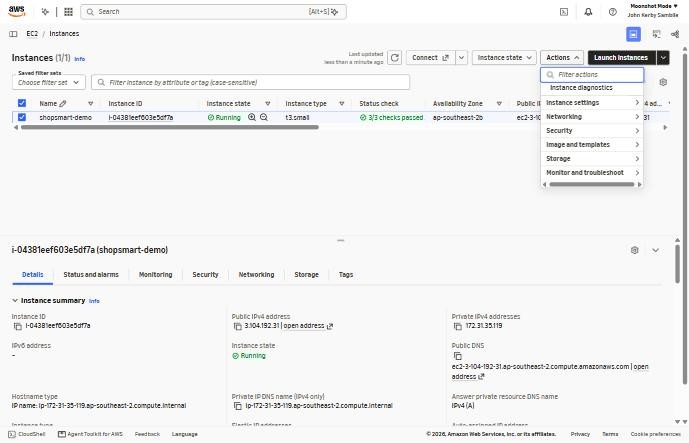 aws
Search
[Alt+S]
Moonshot Mode ▼
John Kerby Sambile
EC2 > Instances
Instances (1/1) Info
Last updated
less than a minute ago
Connect
Instance state
Actions
Launch instances
Saved filter sets
Choose filter set
Filter instance by attribute or tag (case-sensitive)
Filter actions
Instance diagnostics
Instance settings
Networking
Security
Image and templates
Storage
Monitor and troubleshoot
Name
Instance ID
Instance state
Instance type
Status check
Availability Zone
Public
shopsmart-demo
i-04381eef603e5df7a
Running
t3.small
3/3 checks passed
ap-southeast-2b
ec2-3-10
31
i-04381eef603e5df7a (shopsmart-demo)
Details
Status and alarms
Monitoring
Security
Networking
Storage
Tags
Instance summary Info
Instance ID
i-04381eef603e5df7a
Public IPv4 address
3.104.192.31 | open address
Private IPv4 addresses
172.31.35.119
IPv6 address
–
Instance state
Running
Public DNS
ec2-3-104-192-31.ap-southeast-2.compute.amazonaws.com | open
address
Hostname type
IP name: ip-172-31-35-119.ap-southeast-2.compute.internal
Private IP DNS name (IPv4 only)
ip-172-31-35-119.ap-southeast-2.compute.internal
Answer private resource DNS name
IPv4 (A)
CloudShell
Agent Toolkit for AWS
Feedback
Language
© 2026, Amazon Web Services, Inc. or its affiliates.
Privacy
Terms
Cookie preferences